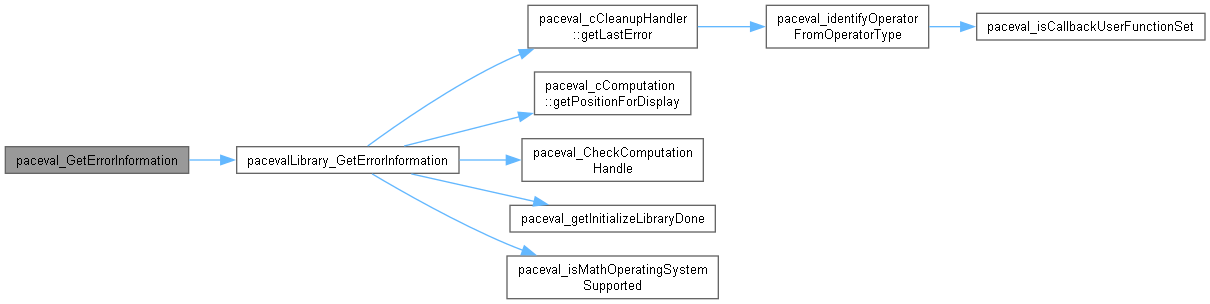 paceval_GetErrorInformation
pacevalLibrary_GetErrorInformation
paceval_cCleanupHandler
::getLastError
paceval_identifyOperator
FromOperatorType
paceval_isCallbackUserFunctionSet
paceval_cComputation
::getPositionForDisplay
paceval_CheckComputation
Handle
paceval_getInitializeLibraryDone
paceval_isMathOperatingSystem
Supported